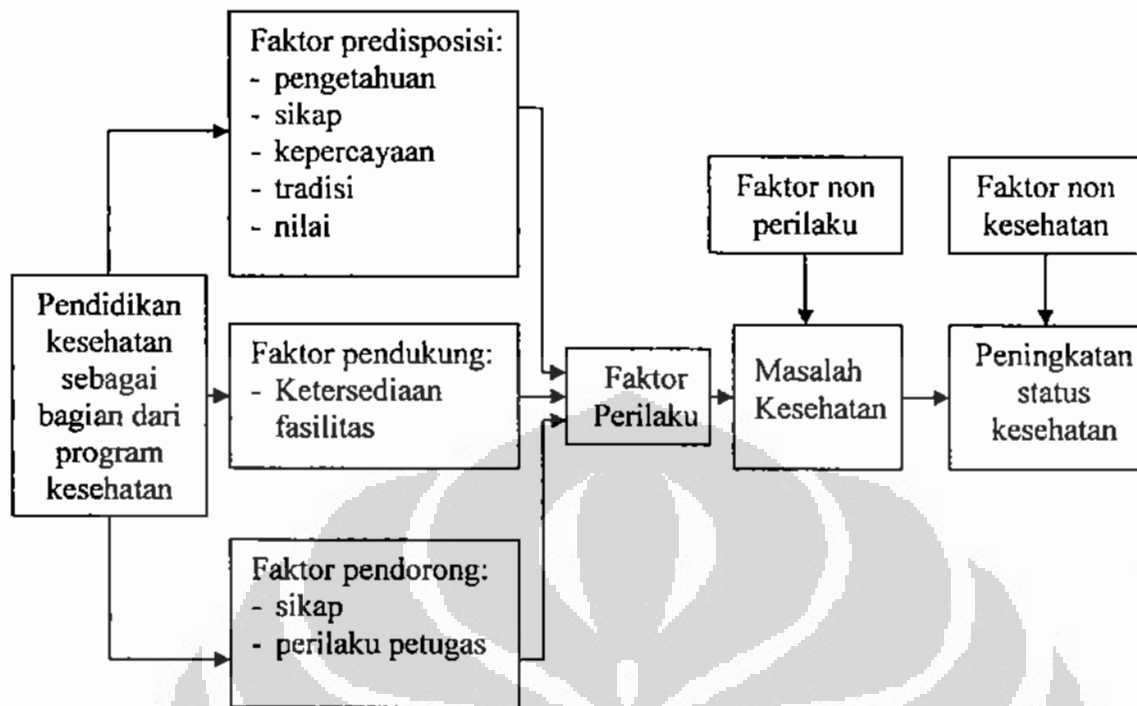 Faktor predisposisi:
- pengetahuan
- sikap
- kepercayaan
- tradisi
- nilai
Faktor non
perilaku
Faktor non
kesehatan
Pendidikan
kesehatan
sebagai
bagian dari
program
kesehatan
Faktor pendukung:
- Ketersediaan
fasilitas
Faktor
Perilaku
Masalah
Kesehatan
Peningkatan
status
kesehatan
Faktor pendorong:
- sikap
- perilaku petugas